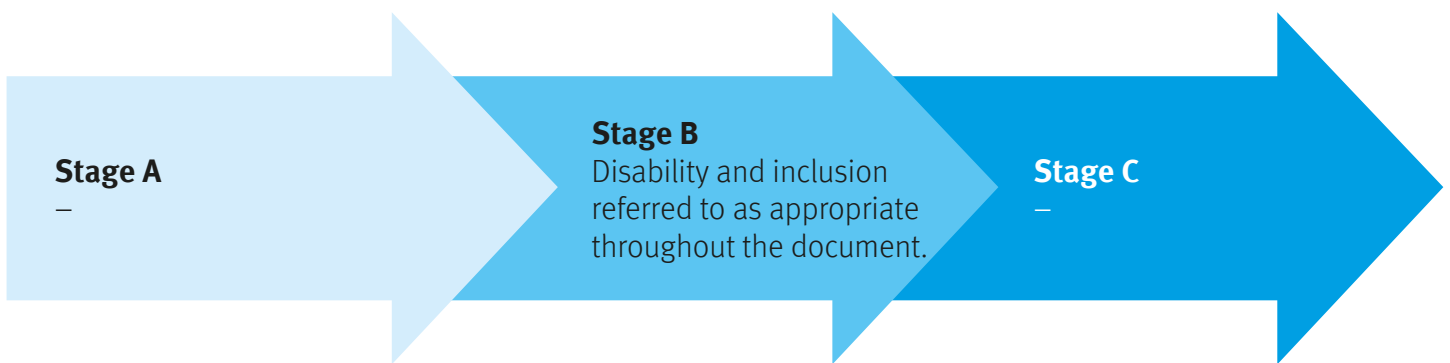 Stage A
–
Stage B
Disability and inclusion
referred to as appropriate
throughout the document.
Stage C
–